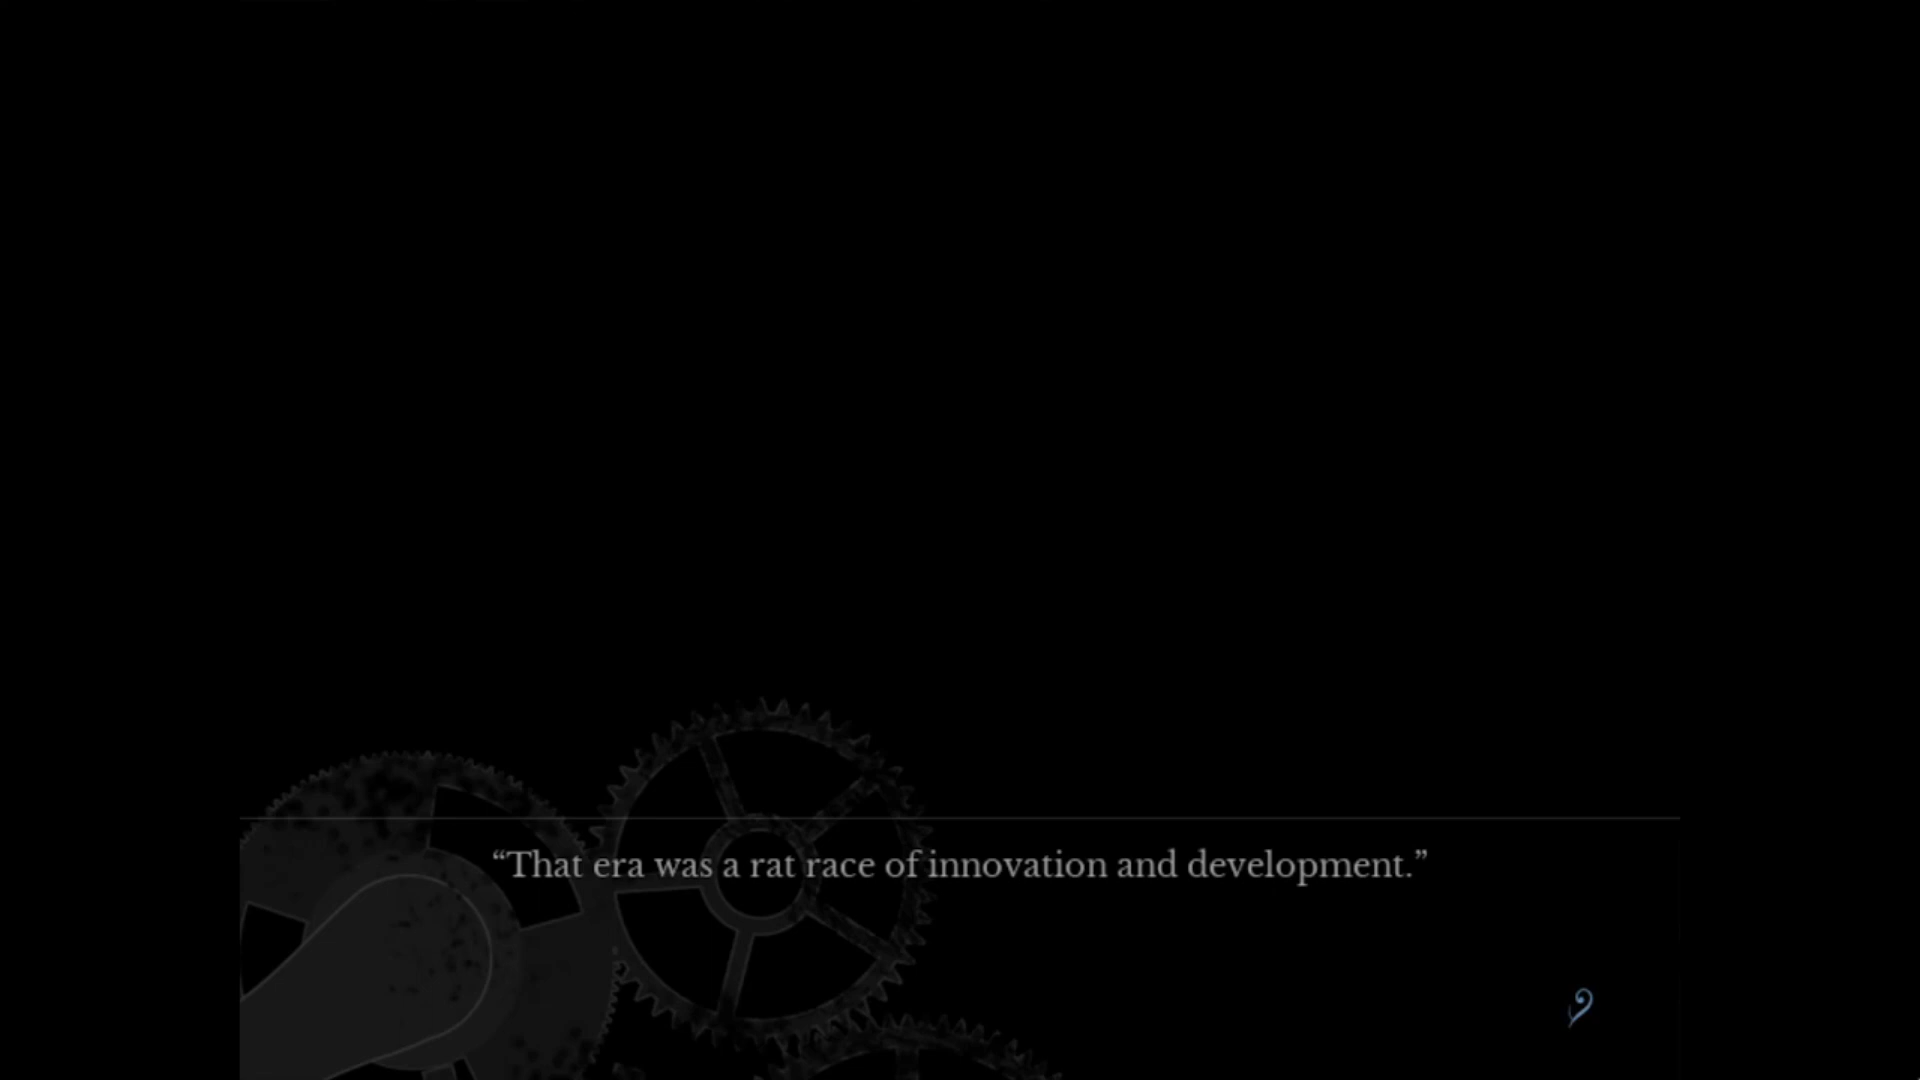 “That era was a rat race of innovation and development.”